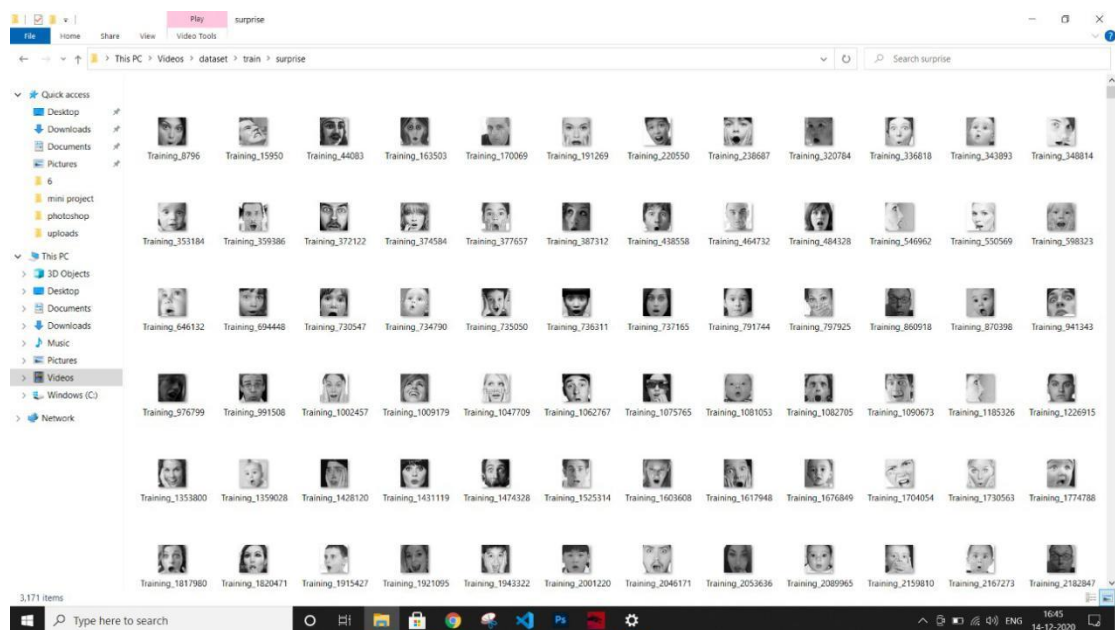 Play surprise
File Home Share View Video Tools
This PC > Videos > dataset > train > surprise
Search surprise
Quick access
Desktop
Downloads
Documents
Pictures
6
mini project
photoshop
uploads
This PC
3D Objects
Desktop
Documents
Downloads
Music
Pictures
Videos
Windows (C:)
Network
Training_8796 Training_15950 Training_44083 Training_163503 Training_170069 Training_191269 Training_220550 Training_238687 Training_320784 Training_336818 Training_343893 Training_348814
Training_353184 Training_359386 Training_372122 Training_374584 Training_377657 Training_387312 Training_438558 Training_464732 Training_484328 Training_546962 Training_550569 Training_598323
Training_646132 Training_694448 Training_730547 Training_734790 Training_735050 Training_736311 Training_737165 Training_791744 Training_797925 Training_860918 Training_870398 Training_941343
Training_976799 Training_991508 Training_1002457 Training_1009179 Training_1047709 Training_1062767 Training_1075765 Training_1081053 Training_1082705 Training_1090673 Training_1185326 Training_1226915
Training_1353800 Training_1359028 Training_1428120 Training_1431119 Training_1474328 Training_1525314 Training_1603608 Training_1617948 Training_1676849 Training_1704054 Training_1730563 Training_1774788
Training_1817980 Training_1820471 Training_1915427 Training_1921095 Training_1943322 Training_2001220 Training_2046171 Training_2053636 Training_2089965 Training_2159810 Training_2167273 Training_2182847
3,171 items
Type here to search
Ps
ENG
16:45
14-12-2020